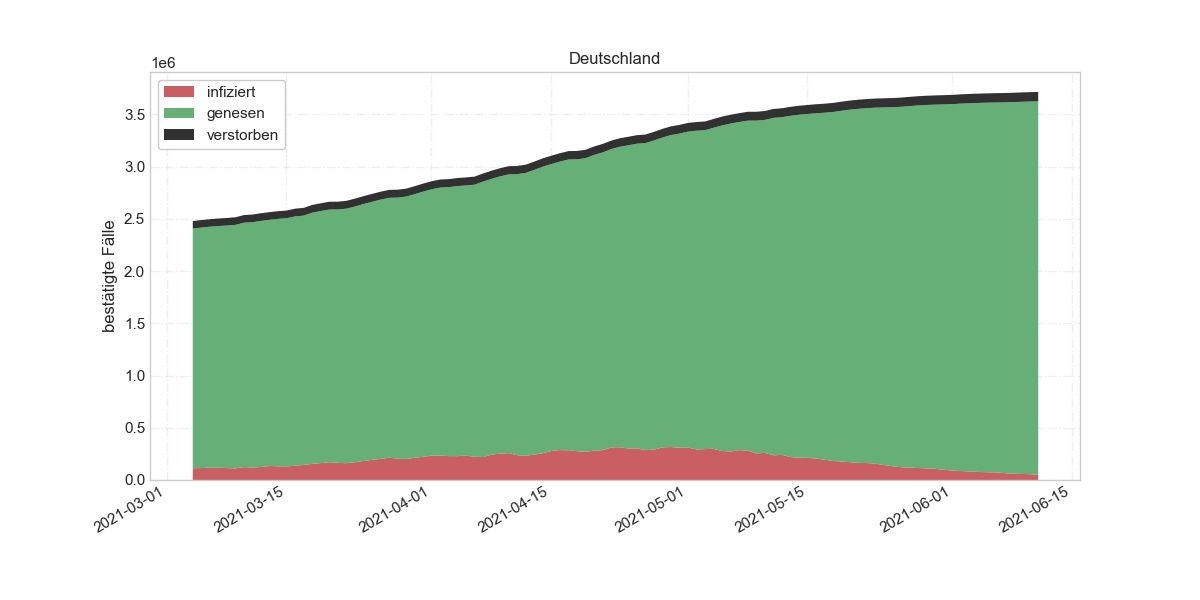 Deutschland
1e6
infiziert
genesen
verstorben
bestätigte Fälle
3.5
3.0
2.5
2.0
1.5
1.0
0.5
0.0
2021-03-01
2021-03-15
2021-04-01
2021-04-15
2021-05-01
2021-05-15
2021-06-01
2021-06-15